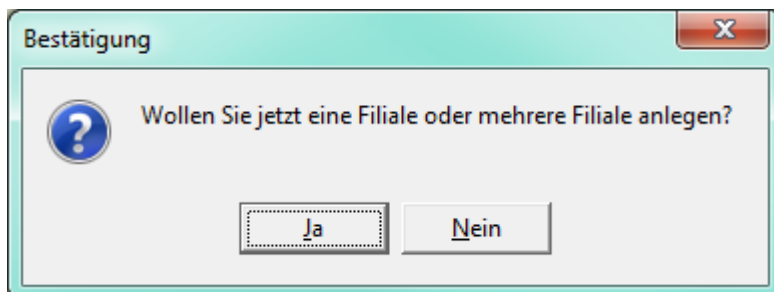 Bestätigung
Wollen Sie jetzt eine Filiale oder mehrere Filiale anlegen?
Ja
Nein